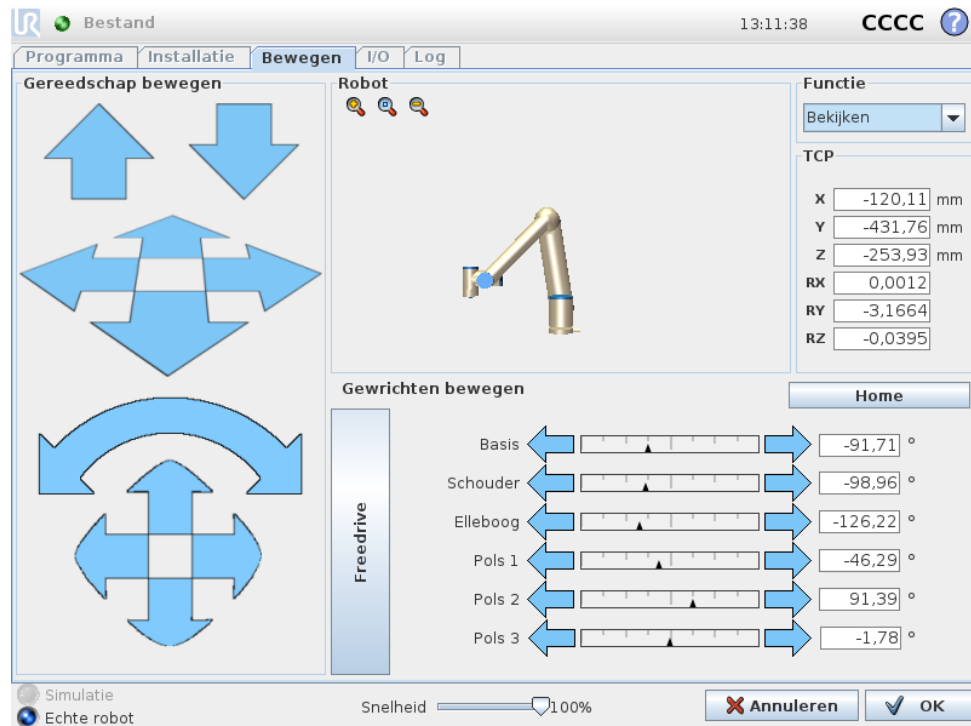 UR Bestand 13:11:38 CCCC ?
Programma Installatie Bewegen I/O Log
Gereedschap bewegen
Robot
Functie
Bekijken
TCP
X -120,11 mm
Y -431,76 mm
Z -253,93 mm
RX 0,0012
RY -3,1664
RZ -0,0395
Gewrichten bewegen
Home
Freedrive
Basis -91,71 °
Schouder -98,96 °
Elleboog -126,22 °
Pols 1 -46,29 °
Pols 2 91,39 °
Pols 3 -1,78 °
Simulatie
Echte robot
Snelheid 100%
Annuleren
OK